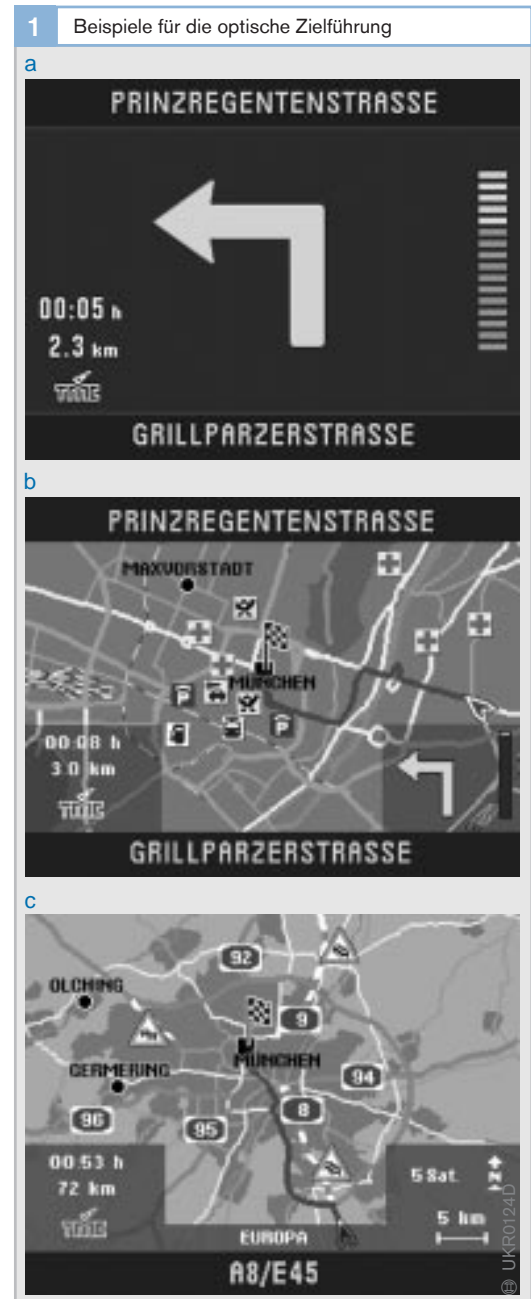 1 Beispiele für die optische Zielführung
a
PRINZREGENTENSTRASSE
00:05 h
2.3 km
TMC
GRILLPARZERSTRASSE
b
PRINZREGENTENSTRASSE
MAXVORSTADT
MÜNCHEN
P
P
00:08 h
3.0 km
TMC
GRILLPARZERSTRASSE
c
92
OLCHING
9
MÜNCHEN
GERMERING
94
8
96
95
00:53 h
72 km
TMC
5 Sat.
N
5 km
EUROPA
A8/E45
UKR0124D